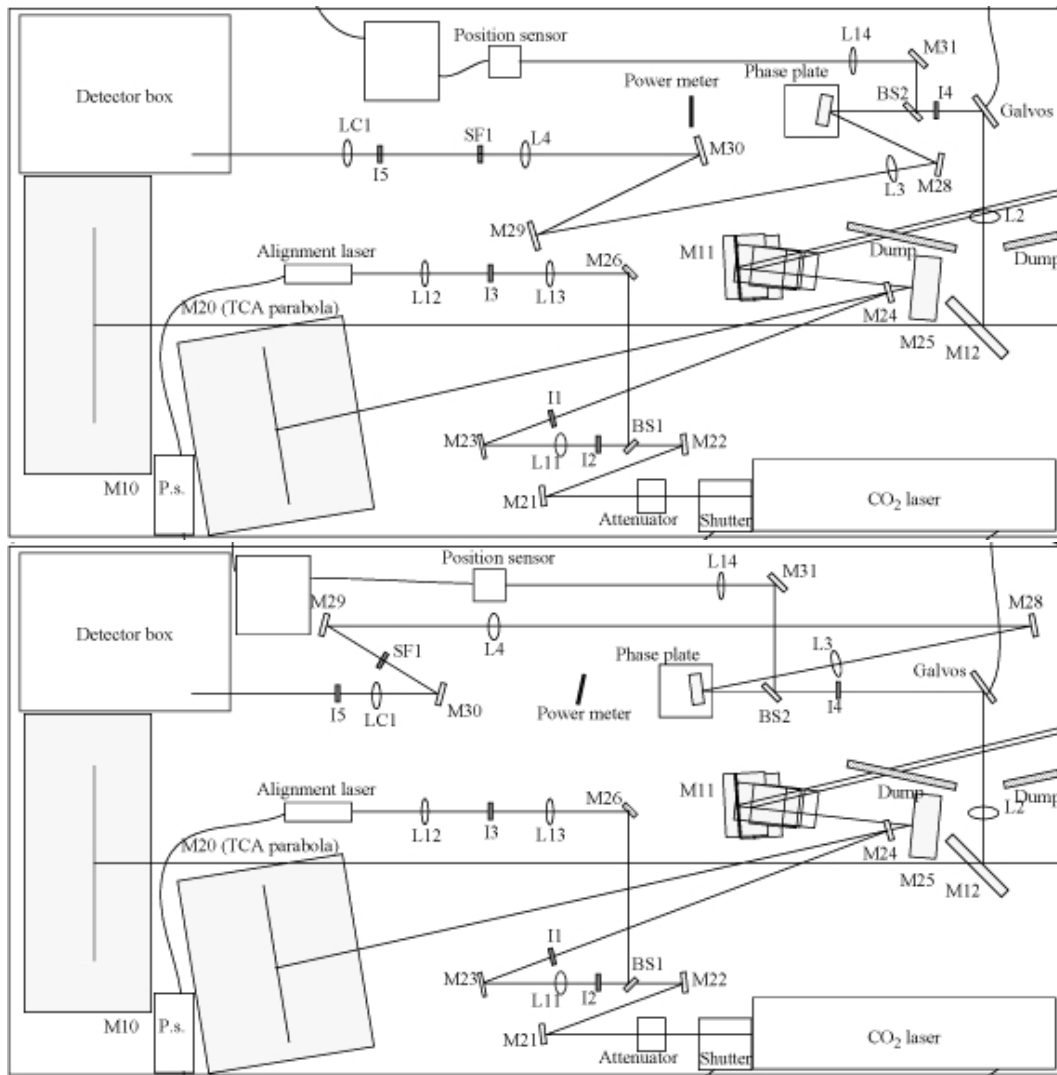 Position sensor
L14
M31
Phase plate
Power meter
BS2
I4
Galvos
Detector box
LC1
SF1
L4
I5
M30
L3
M28
M29
L2
Alignment laser
M26
M11
Dump
Dump
L12
I3
L13
M20 (TCA parabola)
M24
M25
M12
I1
M23
BS1
M22
L11
I2
M10
P.s.
M21
CO₂ laser
Attenuator
Shutter
Position sensor
L14
M31
M29
M28
Detector box
L4
SF1
Phase plate
L3
Galvos
I5
LC1
M30
Power meter
BS2
I4
Alignment laser
M26
M11
Dump
Dump
L2
L12
I3
L13
M20 (TCA parabola)
M24
M25
M12
I1
M23
BS1
M22
L11
I2
M10
P.s.
M21
CO₂ laser
Attenuator
Shutter